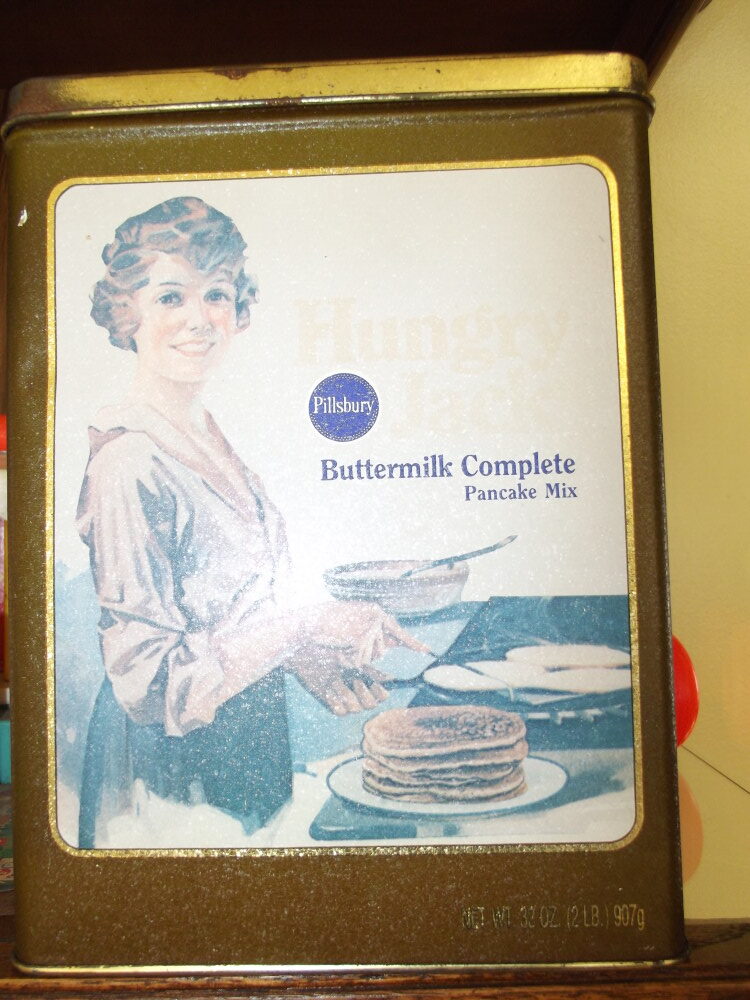 Hungry
Jack
Pillsbury
Buttermilk Complete
Pancake Mix
NET WT. 32 OZ. (2 LB.) 907g